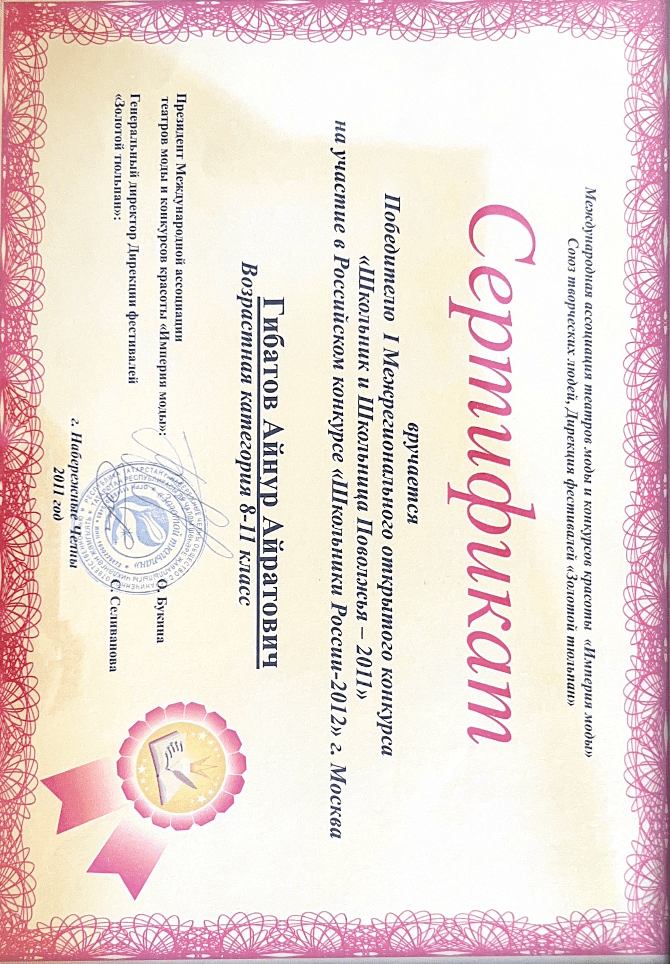 Международная ассоциация театров моды и конкурсов красоты «Империя моды»
Союз творческих людей, Дирекция фестивалей «Золотой тюльпан»
Сертификат
вручается
Победителю I Межрегионального открытого конкурса
«Школьник и Школьница Поволжья – 2011»
на участие в Российском конкурсе «Школьники России-2012» г. Москва
Гибатов Айнур Айратович
Возрастная категория 8-11 класс
Президент Международной ассоциации
театров моды и конкурсов красоты «Империя моды»: О. Букина
Генеральный директор Дирекции фестивалей
«Золотой тюльпан»: С. Селиванова
г. Набережные Челны
2011 год
«Золотой тюльпан»